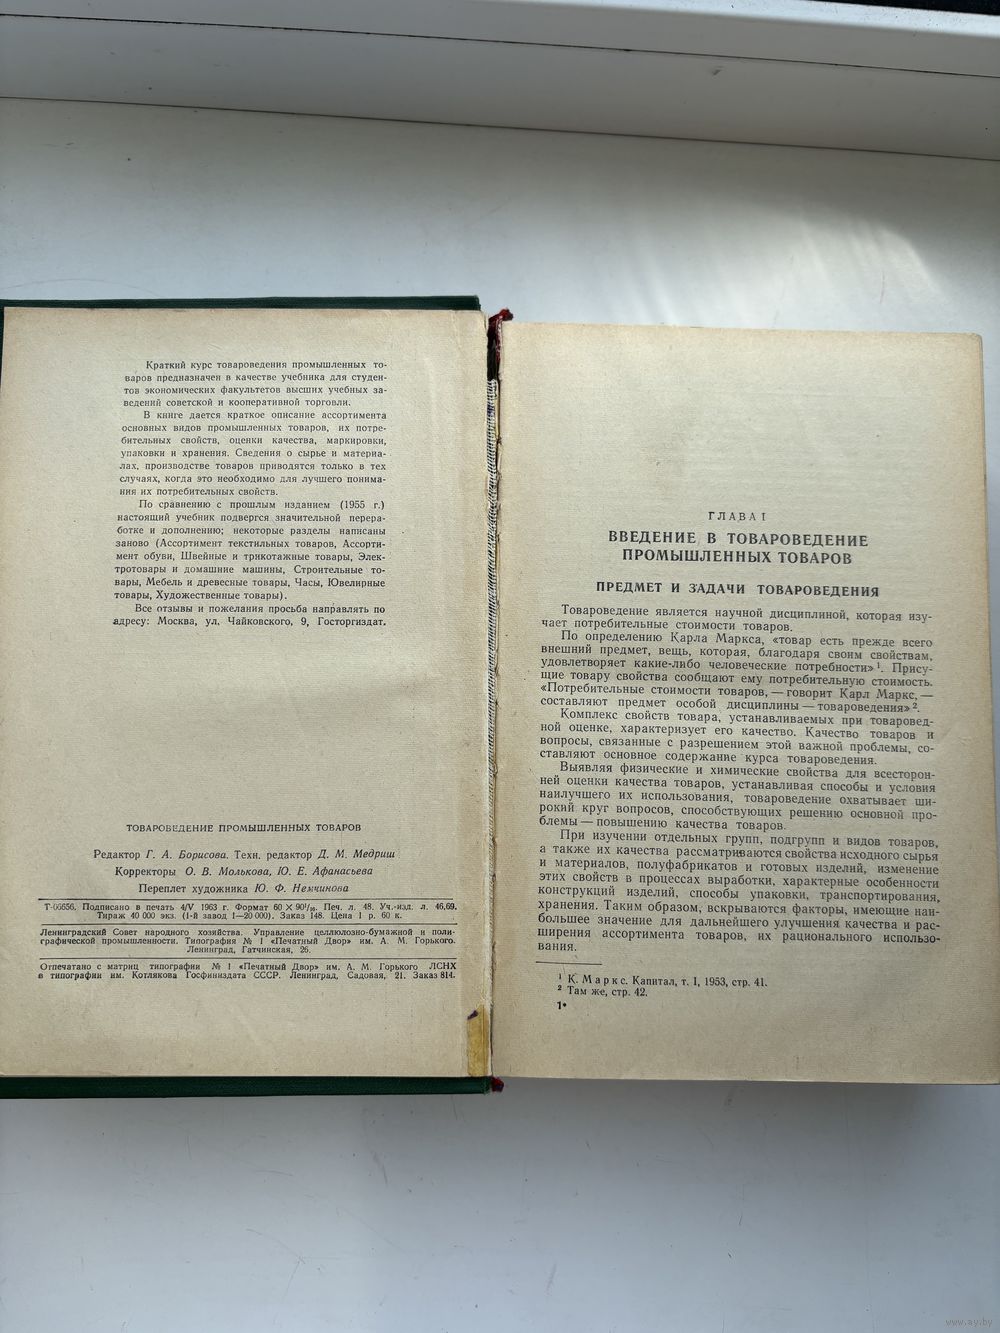 Краткий курс товароведения промышленных то-
варов предназначен в качестве учебника для студен-
тов экономических факультетов высших учебных за-
ведений советской и кооперативной торговли.
В книге дается краткое описание ассортимента
основных видов промышленных товаров, их потре-
бительных свойств, оценки качества, маркировки,
упаковки и хранения. Сведения о сырье и материа-
лах, производстве товаров приводятся только в тех
случаях, когда это необходимо для лучшего понима-
ния их потребительных свойств.
По сравнению с прошлым изданием (1955 г.)
настоящий учебник подвергся значительной перера-
ботке и дополнению; некоторые разделы написаны
заново (Ассортимент текстильных товаров, Ассорти-
мент обуви, Швейные и трикотажные товары, Элек-
тротовары и домашние машины, Строительные то-
вары, Мебель и древесные товары, Часы, Ювелирные
товары, Художественные товары).
Все отзывы и пожелания просьба направлять по
адресу: Москва, ул. Чайковского, 9, Госторгиздат.
ТОВАРОВЕДЕНИЕ ПРОМЫШЛЕННЫХ ТОВАРОВ
Редактор Г. А. Борисова. Техн. редактор Д. М. Медриш
Корректоры О. В. Молькова, Ю. Е. Афанасьева
Переплет художника Ю. Ф. Немчинова
Т-06656. Подписано в печать 4/V 1963 г. Формат 60 × 90 1/16. Печ. л. 48. Уч.-изд. л. 46,69.
Тираж 40 000 экз. (1-й завод 1—20 000). Заказ 148. Цена 1 р. 60 к.
Ленинградский Совет народного хозяйства. Управление целлюлозно-бумажной и поли-
графической промышленности. Типография № 1 «Печатный Двор» им. А. М. Горького.
Ленинград, Гатчинская, 26.
Отпечатано с матриц типографии № 1 «Печатный Двор» им. А. М. Горького ЛСНХ
в типографии им. Котлякова Госфиниздата СССР. Ленинград, Садовая, 21. Заказ 814.
ГЛАВА I
ВВЕДЕНИЕ В ТОВАРОВЕДЕНИЕ
ПРОМЫШЛЕННЫХ ТОВАРОВ
ПРЕДМЕТ И ЗАДАЧИ ТОВАРОВЕДЕНИЯ
Товароведение является научной дисциплиной, которая изу-
чает потребительные стоимости товаров.
По определению Карла Маркса, «товар есть прежде всего
внешний предмет, вещь, которая, благодаря своим свойствам,
удовлетворяет какие-либо человеческие потребности»¹. Прису-
щие товару свойства сообщают ему потребительную стоимость.
«Потребительные стоимости товаров, — говорит Карл Маркс, —
составляют предмет особой дисциплины — товароведения»².
Комплекс свойств товара, устанавливаемых при товаровед-
ной оценке, характеризует его качество. Качество товаров и
вопросы, связанные с разрешением этой важной проблемы, со-
ставляют основное содержание курса товароведения.
Выявляя физические и химические свойства для всесторон-
ней оценки качества товаров, устанавливая способы и условия
наилучшего их использования, товароведение охватывает ши-
рокий круг вопросов, способствующих решению основной про-
блемы — повышению качества товаров.
При изучении отдельных групп, подгрупп и видов товаров,
а также их качества рассматриваются свойства исходного сырья
и материалов, полуфабрикатов и готовых изделий, изменение
этих свойств в процессах выработки, характерные особенности
конструкций изделий, способы упаковки, транспортирования,
хранения. Таким образом, вскрываются факторы, имеющие наи-
большее значение для дальнейшего улучшения качества и рас-
ширения ассортимента товаров, их рационального использо-
вания.
¹ К. Маркс. Капитал, т. I, 1953, стр. 41.
² Там же, стр. 42.
1*
www.ay.by